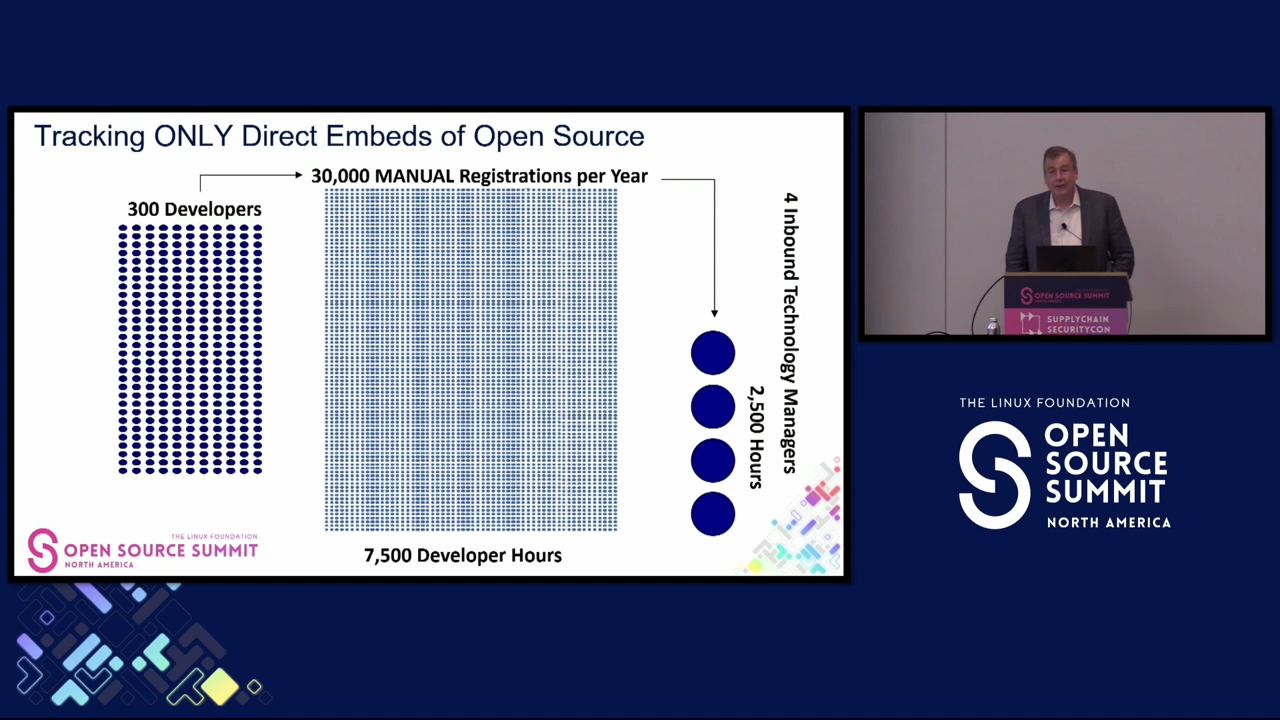 Tracking ONLY Direct Embeds of Open Source
30,000 MANUAL Registrations per Year
300 Developers
4 Inbound Technology Managers
2,500 Hours
7,500 Developer Hours
THE LINUX FOUNDATION
OPEN SOURCE SUMMIT
NORTH AMERICA
OPEN SOURCE SUMMIT
NORTH AMERICA
SUPPLYCHAIN
SECURITYCON
THE LINUX FOUNDATION
OPEN
SOURCE
SUMMIT
NORTH AMERICA